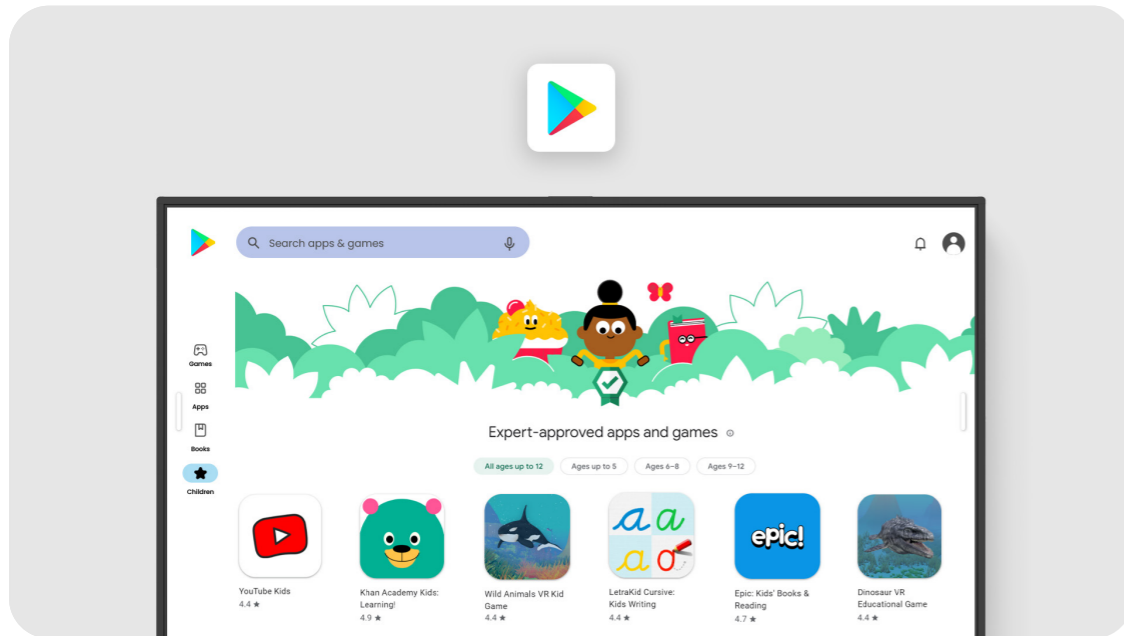 Search apps & games
Games
Apps
Books
Children
Expert-approved apps and games
All ages up to 12
Ages up to 5
Ages 6–8
Ages 9–12
a a
a o
epic!
YouTube Kids
4.4 ★
Khan Academy Kids:
Learning!
4.9 ★
Wild Animals VR Kid
Game
4.4 ★
LetraKid Cursive:
Kids Writing
4.4 ★
Epic: Kids' Books &
Reading
4.7 ★
Dinosaur VR
Educational Game
4.4 ★